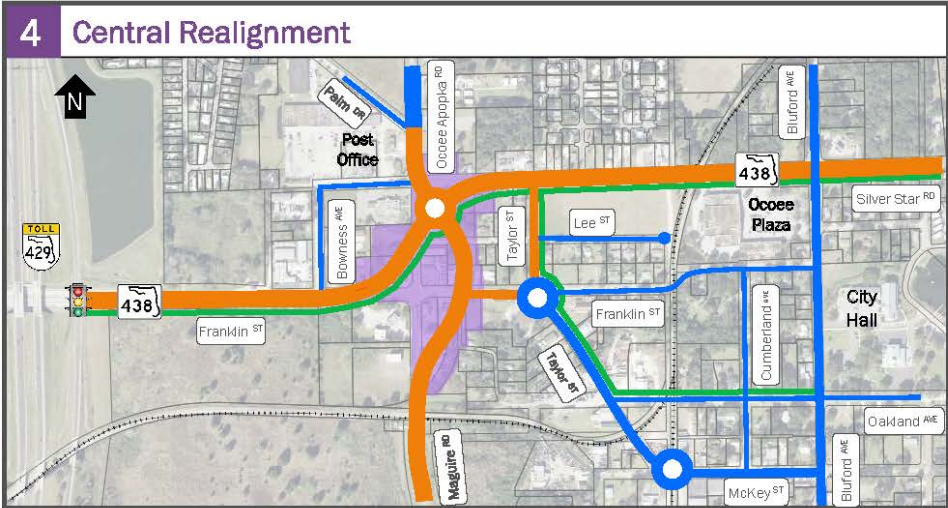 4 Central Realignment
N
Palm DR
Post
Office
Ocoee Apopka RD
Bluford AVE
438
Silver Star RD
Ocoee
Plaza
TOLL
429
Bowness AVE
Taylor ST
Lee ST
438
Franklin ST
Franklin ST
Cumberland AVE
City
Hall
Taylor ST
Oakland AVE
Maguire RD
McKey ST
Bluford AVE